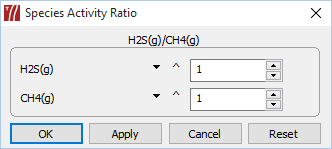 Species Activity Ratio
H2S(g)/CH4(g)
H2S(g) ^ 1
CH4(g) ^ 1
OK Apply Cancel Reset